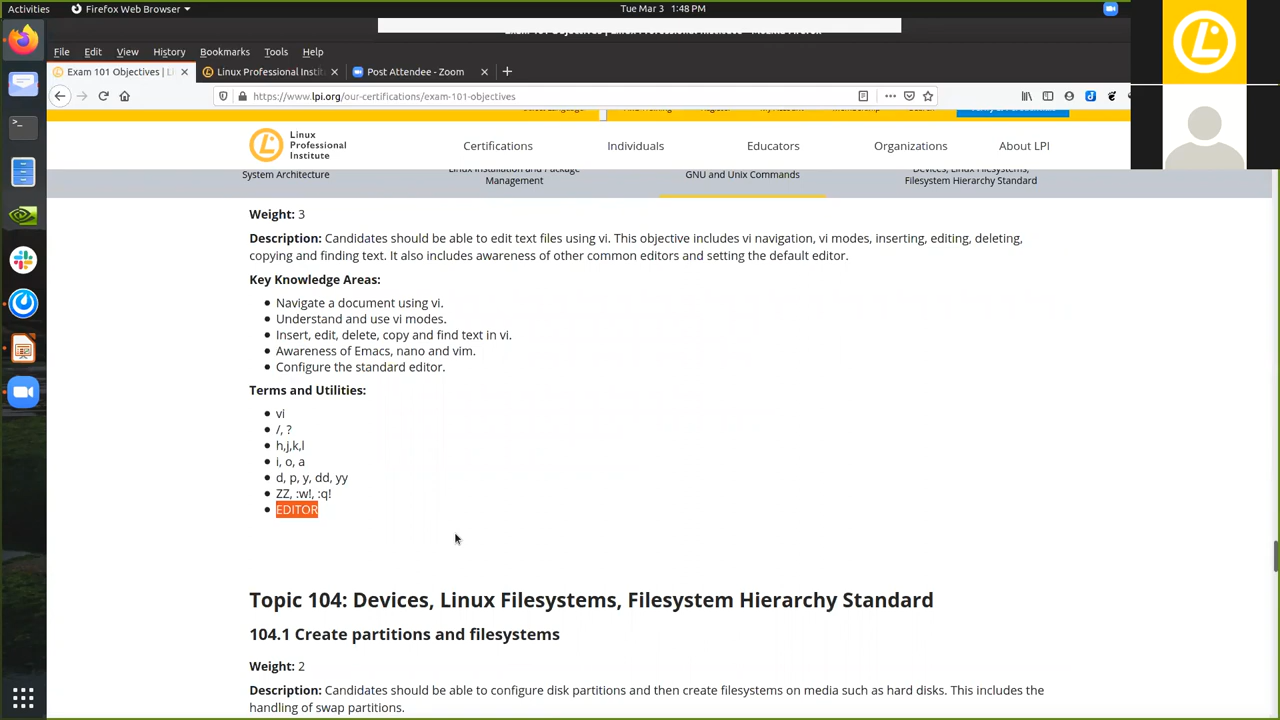 Activities Firefox Web Browser Tue Mar 3 1:48 PM
File Edit View History Bookmarks Tools Help
Exam 101 Objectives | Li Linux Professional Instit Post Attendee - Zoom
https://www.lpi.org/our-certifications/exam-101-objectives
Linux
Professional
Institute
Certifications Individuals Educators Organizations About LPI
System Architecture
Linux Installation and Package
Management
GNU and Unix Commands
Devices, Linux Filesystems,
Filesystem Hierarchy Standard
Weight: 3
Description: Candidates should be able to edit text files using vi. This objective includes vi navigation, vi modes, inserting, editing, deleting,
copying and finding text. It also includes awareness of other common editors and setting the default editor.
Key Knowledge Areas:
Navigate a document using vi.
Understand and use vi modes.
Insert, edit, delete, copy and find text in vi.
Awareness of Emacs, nano and vim.
Configure the standard editor.
Terms and Utilities:
vi
/, ?
h,j,k,l
i, o, a
d, p, y, dd, yy
ZZ, :w!, :q!
EDITOR
Topic 104: Devices, Linux Filesystems, Filesystem Hierarchy Standard
104.1 Create partitions and filesystems
Weight: 2
Description: Candidates should be able to configure disk partitions and then create filesystems on media such as hard disks. This includes the
handling of swap partitions.